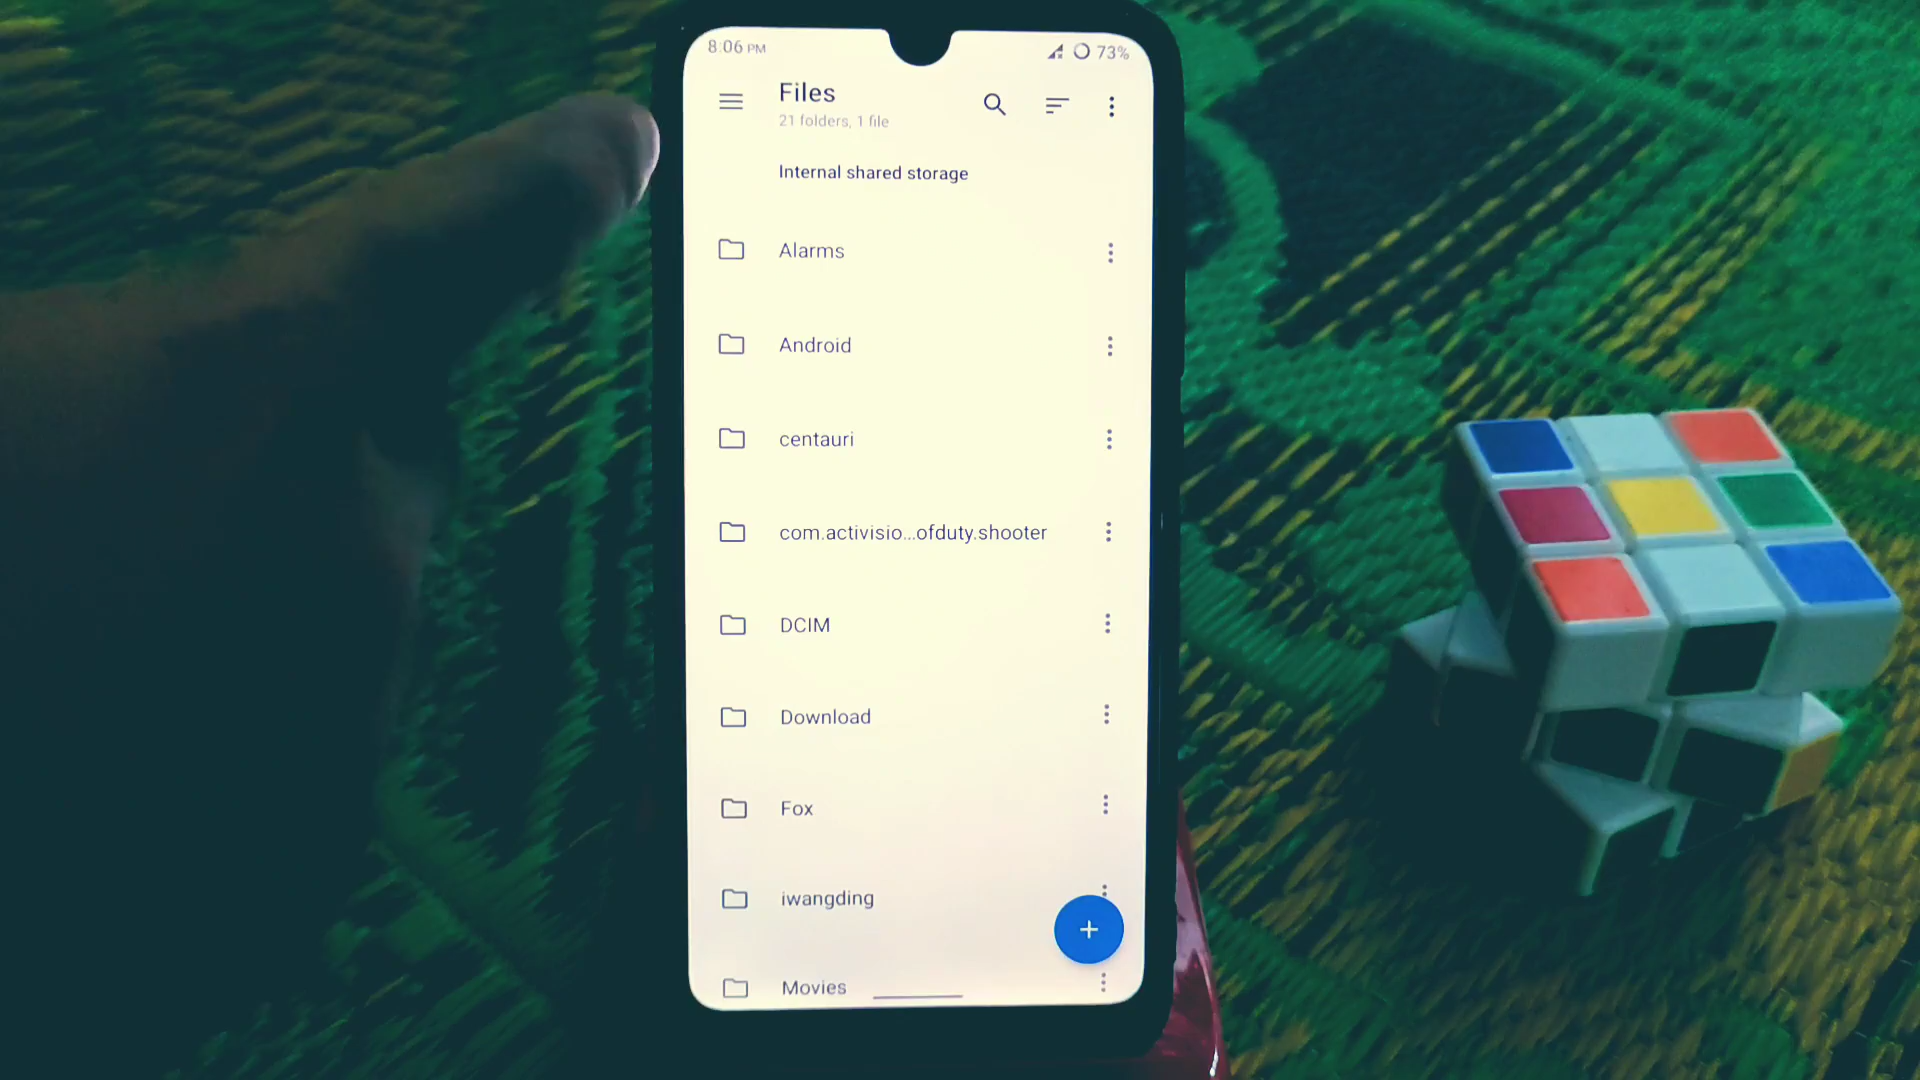 8:06 PM
73%
Files
21 folders, 1 file
Internal shared storage
Alarms
Android
centauri
com.activisio...ofduty.shooter
DCIM
Download
Fox
iwangding
Movies